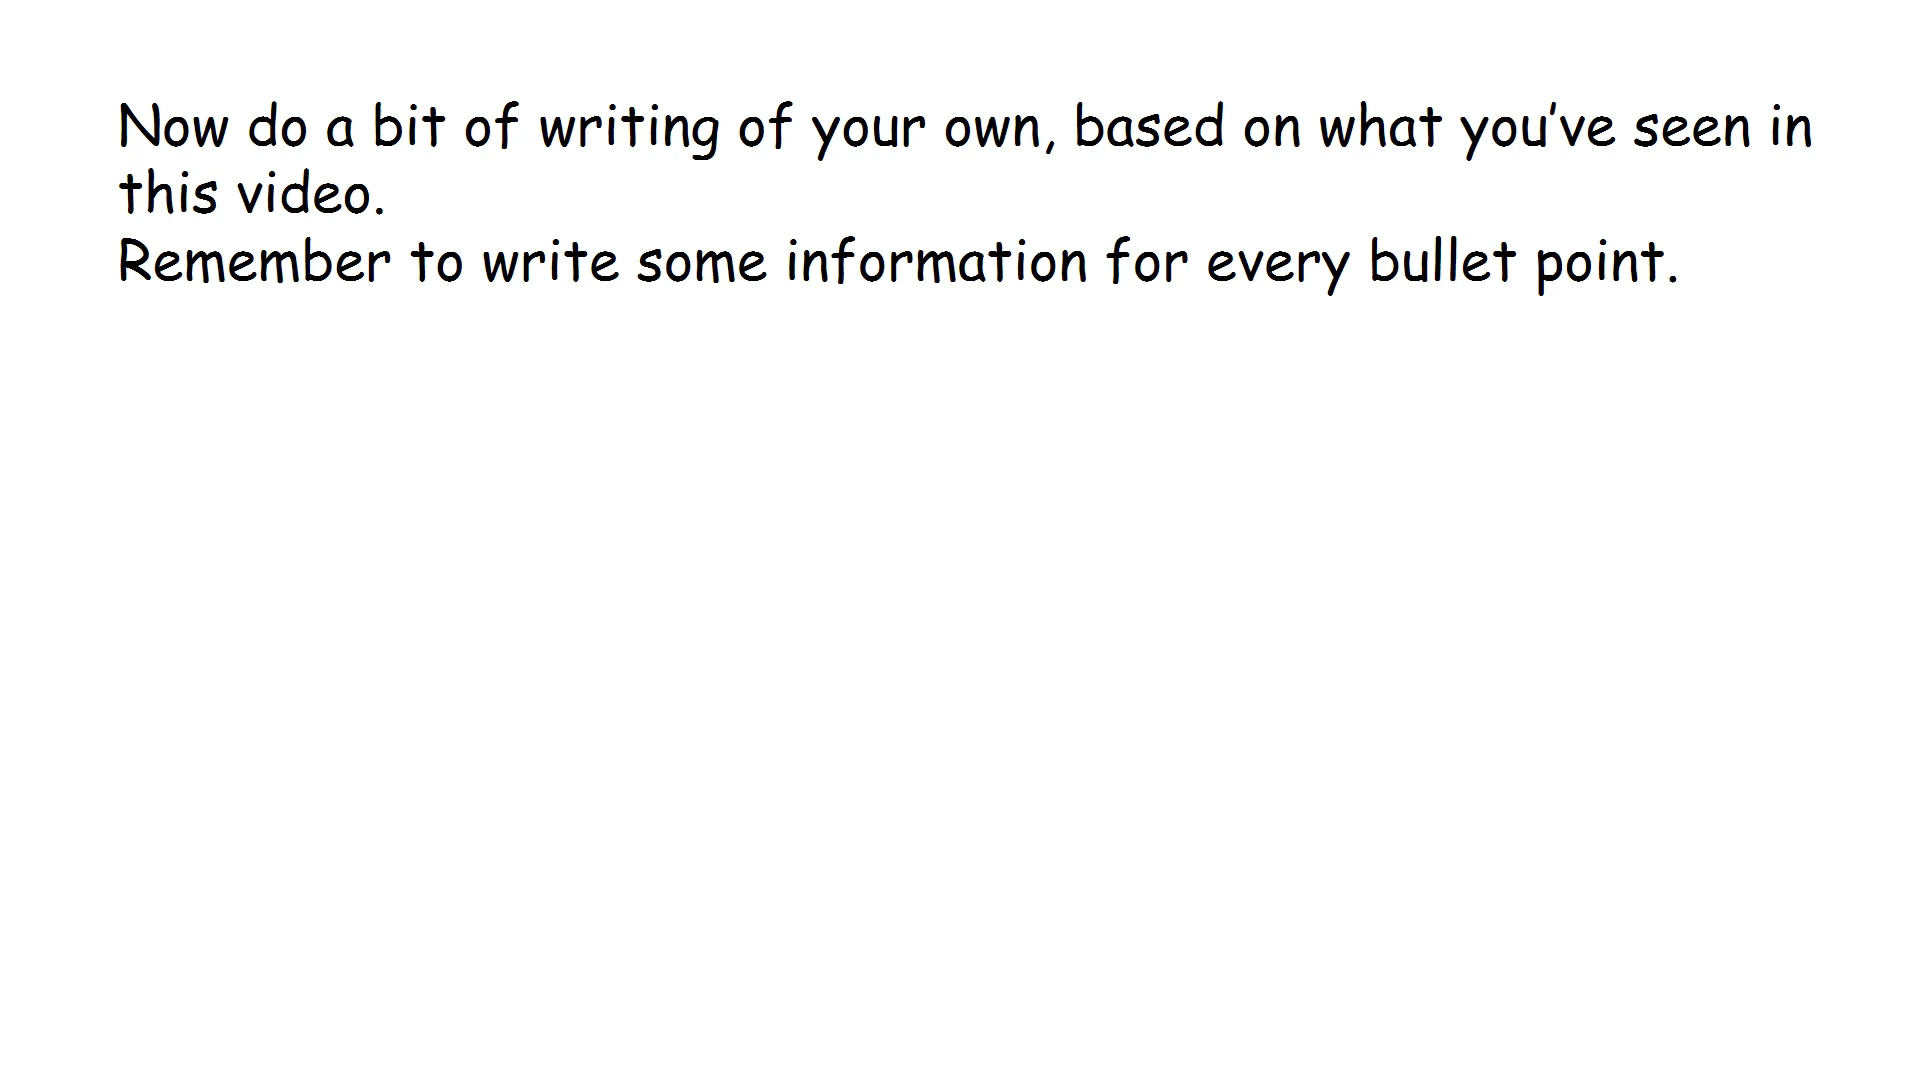 Now do a bit of writing of your own, based on what you’ve seen in
this video.
Remember to write some information for every bullet point.